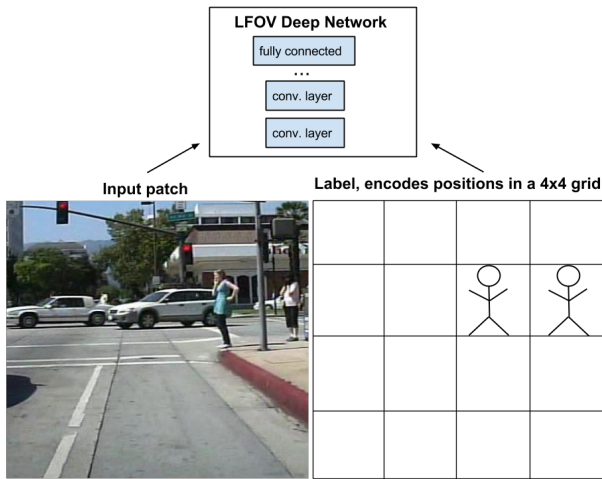 LFOV Deep Network
fully connected
...
conv. layer
conv. layer
Input patch
Label, encodes positions in a 4x4 grid